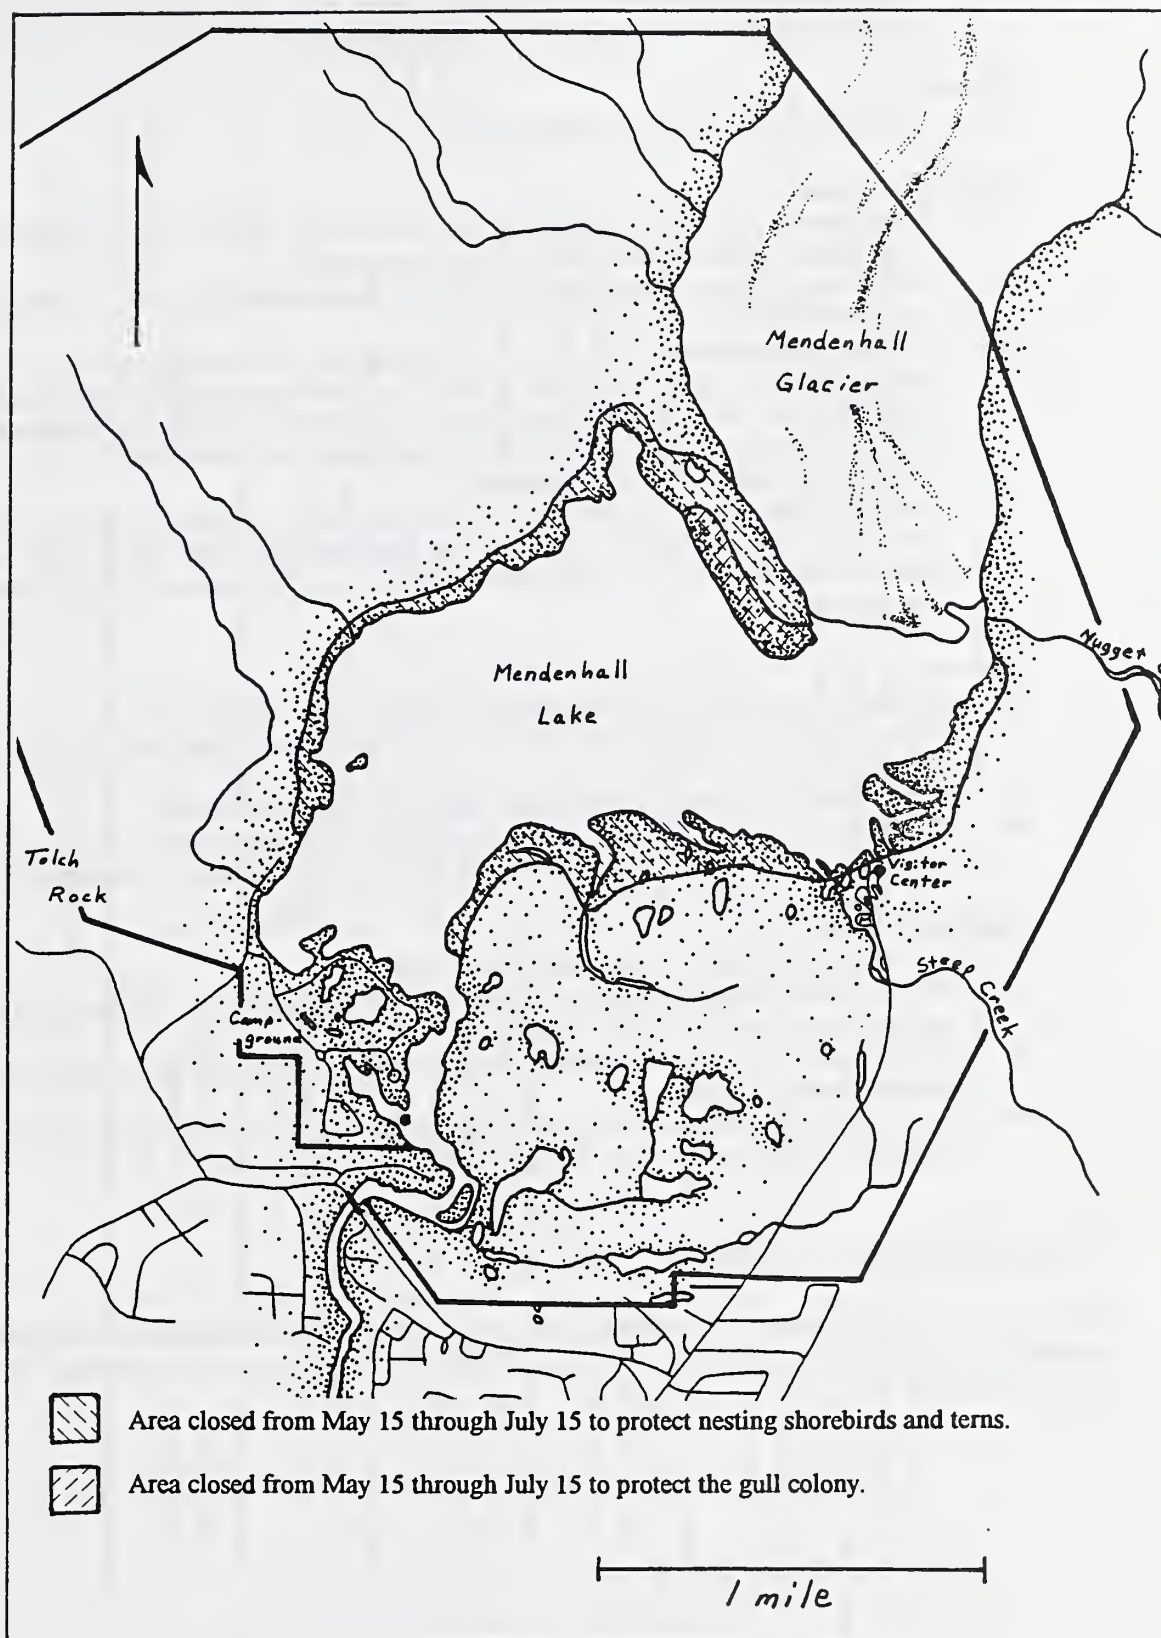 Mendenhall
Glacier
Nugget
Mendenhall
Lake
Tolch
Rock
Visitor
Center
Steep
Creek
Camp-
ground
Area closed from May 15 through July 15 to protect nesting shorebirds and terns.
Area closed from May 15 through July 15 to protect the gull colony.
1 mile